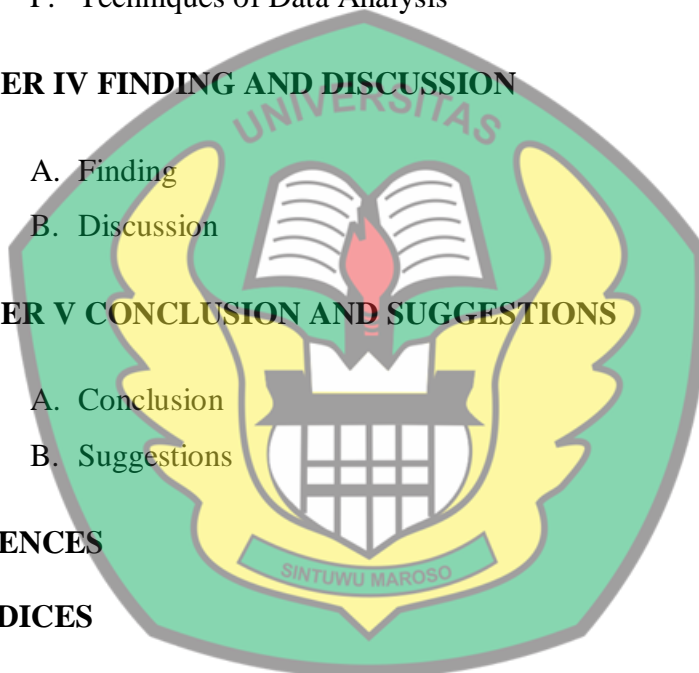 F. Techniques of Data Analysis
ER IV FINDING AND DISCUSSION
UNIVERSITAS
A. Finding
B. Discussion
ER V CONCLUSION AND SUGGESTIONS
A. Conclusion
B. Suggestions
ENCES
SINTUWU MAROSO
DICES